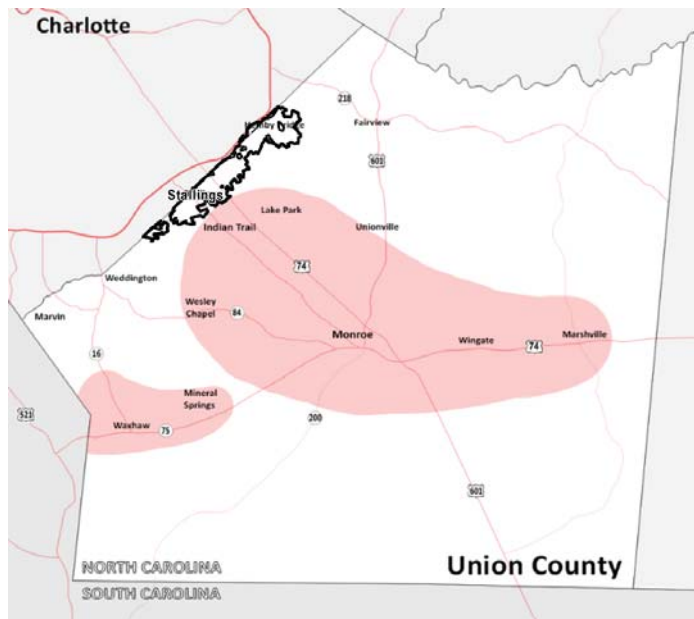 Charlotte
218
Fairview
601
Stallings
Lake Park
Indian Trail
Unionville
74
Weddington
Wesley
Chapel
84
Marvin
Monroe
Wingate
74
Marshville
16
Mineral
Springs
521
Waxhaw
75
200
601
NORTH CAROLINA
Union County
SOUTH CAROLINA